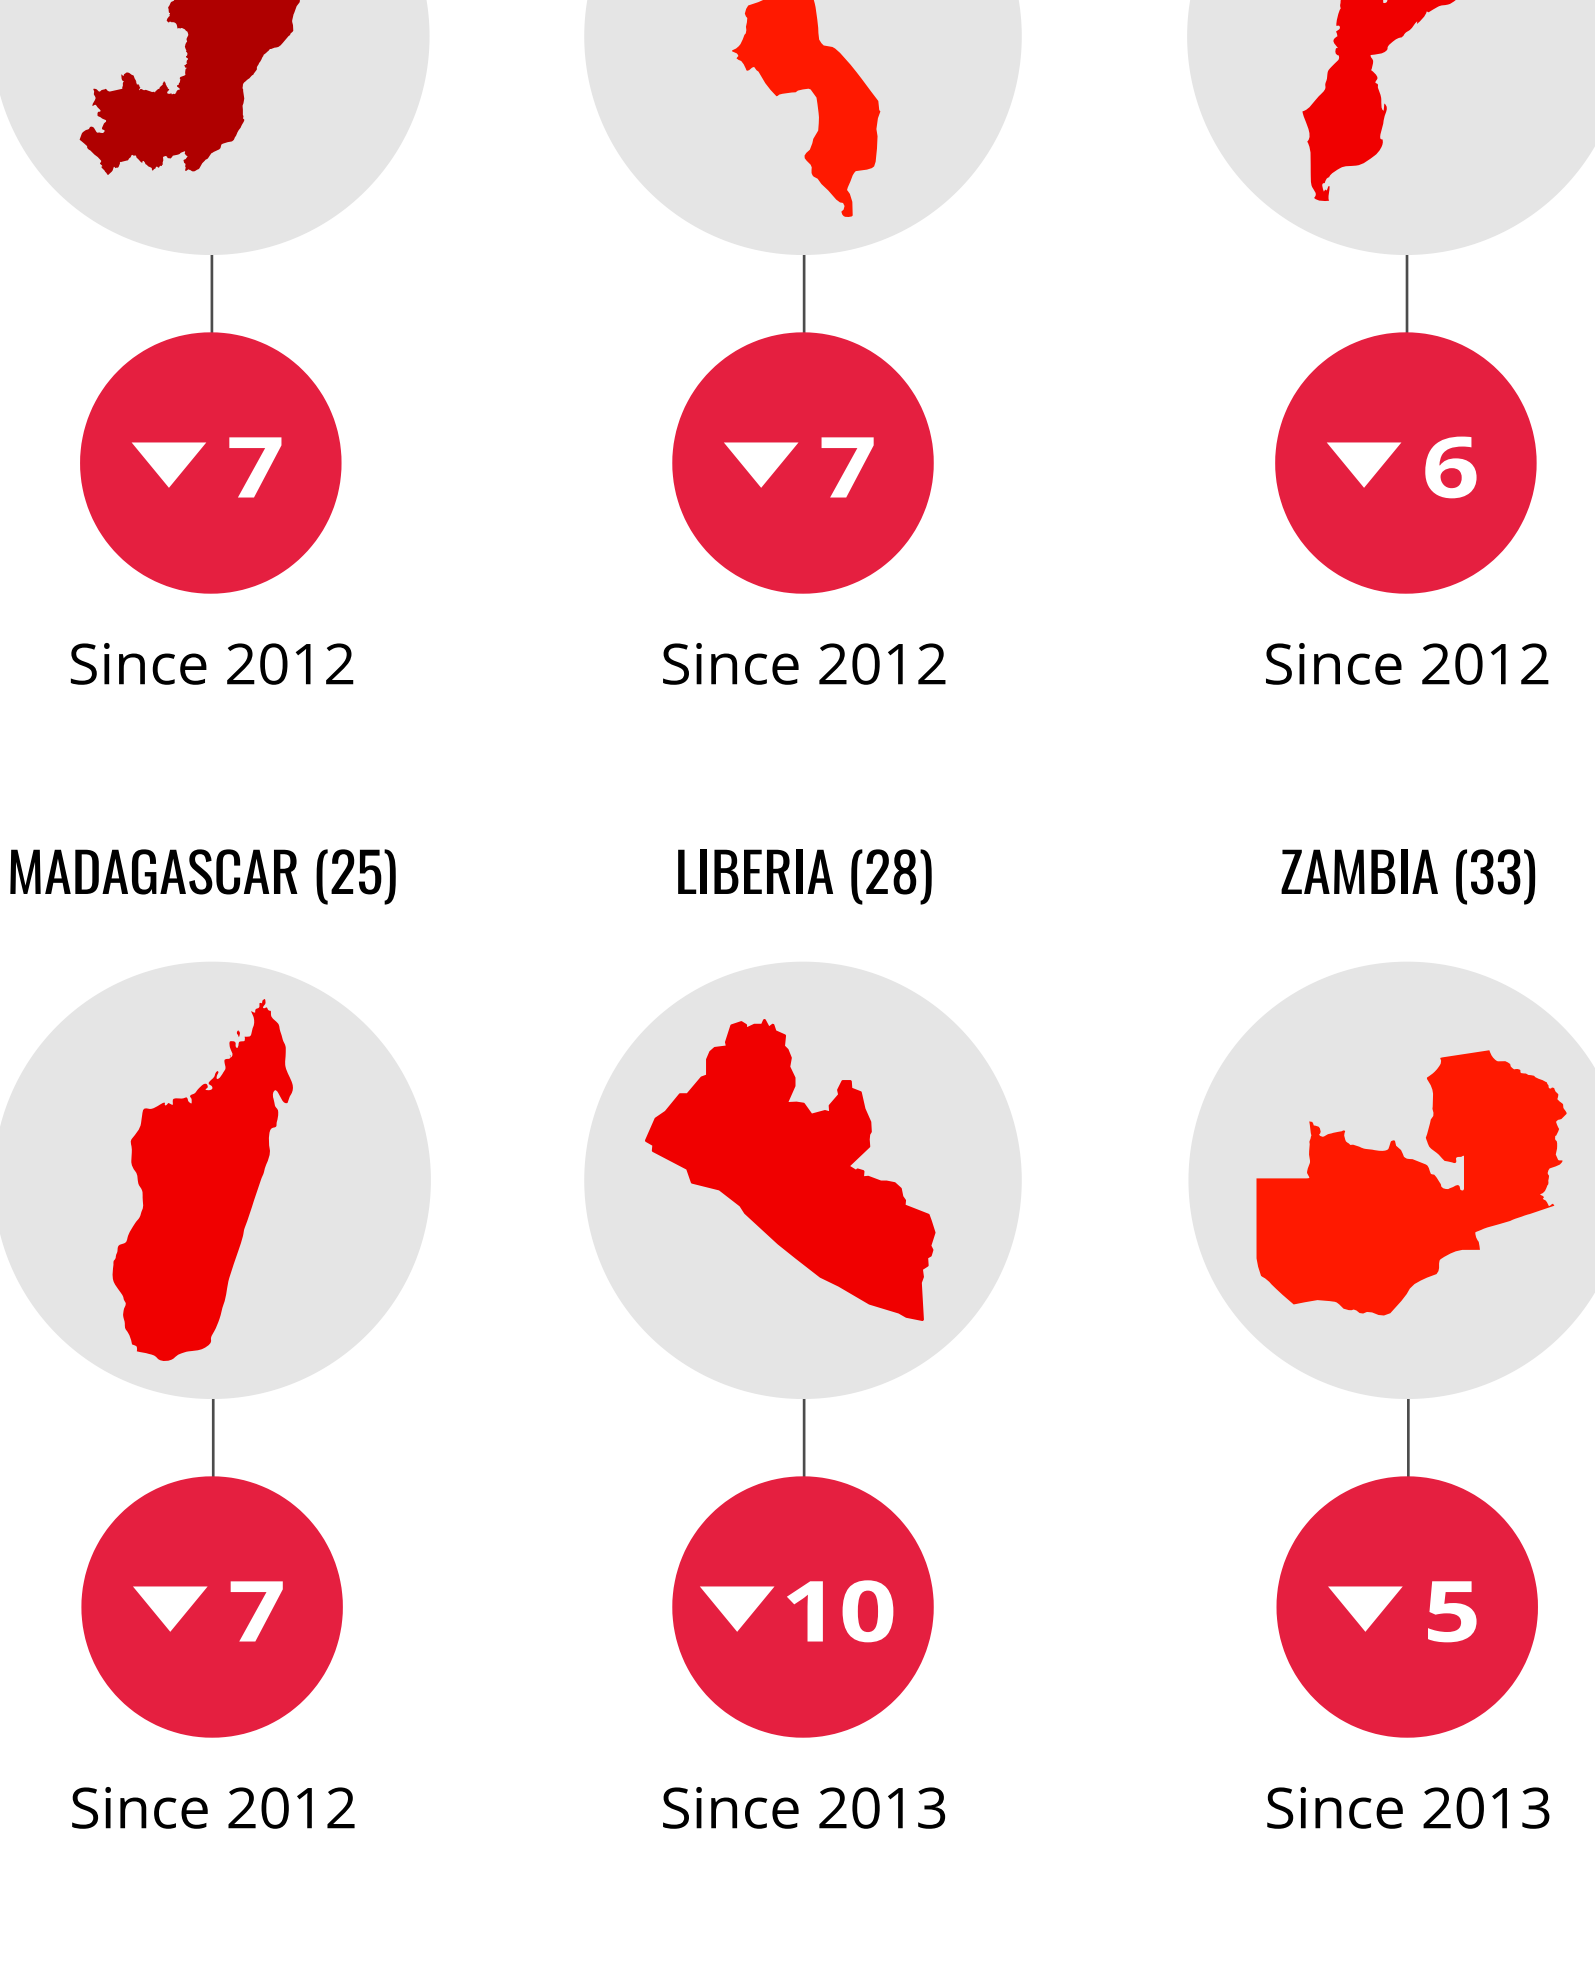 ▼7 ▼7 ▼6
Since 2012 Since 2012 Since 2012
MADAGASCAR (25) LIBERIA (28) ZAMBIA (33)
▼7 ▼10 ▼5
Since 2012 Since 2013 Since 2013